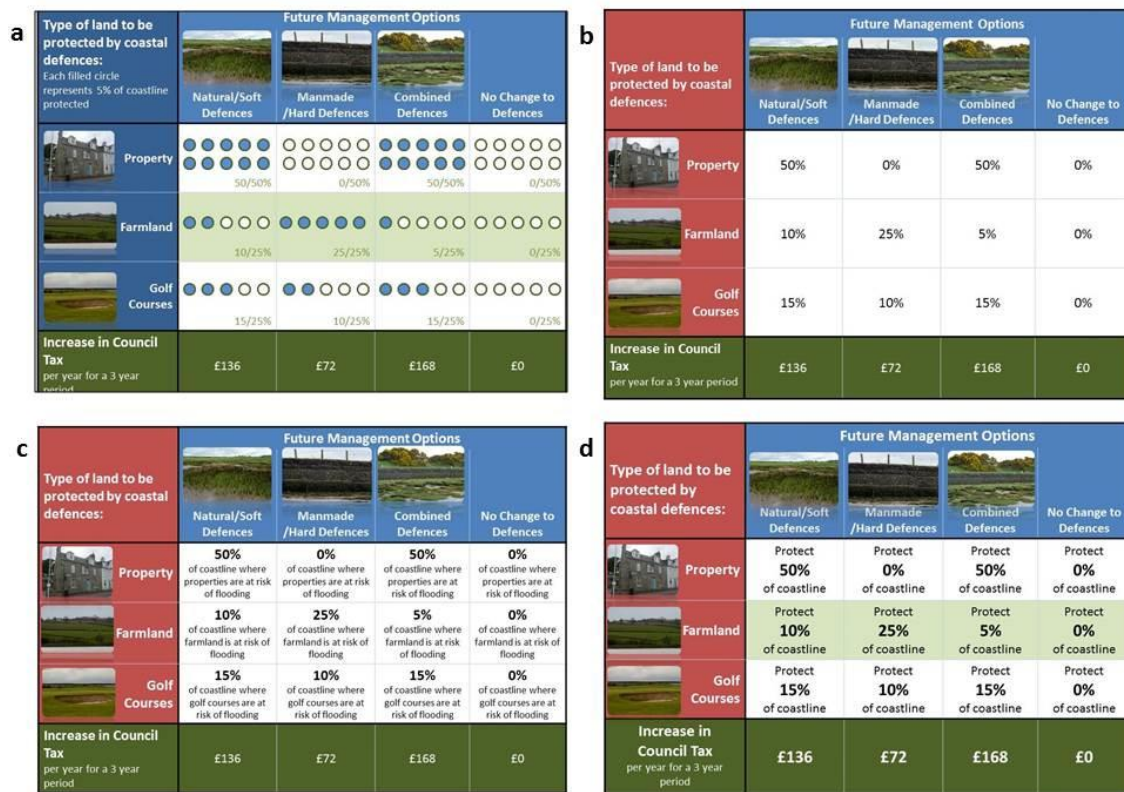 a
Type of land to be
protected by coastal
defences:
Each filled circle
represents 5% of coastline
protected
Future Management Options
Natural/Soft
Defences
Manmade
/Hard Defences
Combined
Defences
No Change to
Defences
Property
50/50%
0/50%
50/50%
0/50%
Farmland
10/25%
25/25%
5/25%
0/25%
Golf
Courses
15/25%
10/25%
15/25%
0/25%
Increase in Council
Tax
per year for a 3 year
period
£136
£72
£168
£0
b
Type of land to be
protected by coastal
defences:
Future Management Options
Natural/Soft
Defences
Manmade
/Hard Defences
Combined
Defences
No Change to
Defences
Property
50%
0%
50%
0%
Farmland
10%
25%
5%
0%
Golf
Courses
15%
10%
15%
0%
Increase in Council
Tax
per year for a 3 year period
£136
£72
£168
£0
c
Type of land to be
protected by coastal
defences:
Future Management Options
Natural/Soft
Defences
Manmade
/Hard Defences
Combined
Defences
No Change to
Defences
Property
50%
of coastline where
properties are at risk
of flooding
0%
of coastline where
properties are at risk
of flooding
50%
of coastline where
properties are at
risk of flooding
0%
of coastline where
properties are at
risk of flooding
Farmland
10%
of coastline where
farmland is at risk of
flooding
25%
of coastline where
farmland is at risk of
flooding
5%
of coastline where
farmland is at risk
of flooding
0%
of coastline where
farmland is at risk
of flooding
Golf
Courses
15%
of coastline where
golf courses are at
risk of flooding
10%
of coastline where
golf courses are at
risk of flooding
15%
of coastline where
golf courses are at
risk of flooding
0%
of coastline where
golf courses are at
risk of flooding
Increase in Council
Tax
per year for a 3 year
period
£136
£72
£168
£0
d
Type of land to be
protected by
coastal defences:
Future Management Options
Natural/Soft
Defences
Manmade
/Hard Defences
Combined
Defences
No Change to
Defences
Property
Protect
50%
of coastline
Protect
0%
of coastline
Protect
50%
of coastline
Protect
0%
of coastline
Farmland
Protect
10%
of coastline
Protect
25%
of coastline
Protect
5%
of coastline
Protect
0%
of coastline
Golf
Courses
Protect
15%
of coastline
Protect
10%
of coastline
Protect
15%
of coastline
Protect
0%
of coastline
Increase in
Council Tax
per year for a 3 year
period
£136
£72
£168
£0